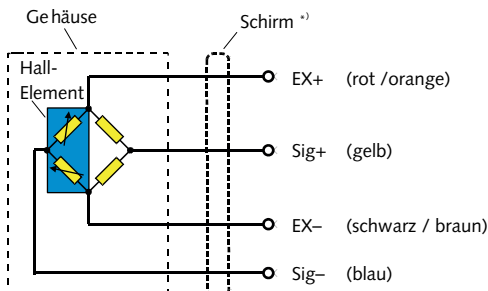 Gehäuse
Schirm *)
Hall-
Element
EX+ (rot /orange)
Sig+ (gelb)
EX– (schwarz / braun)
Sig– (blau)